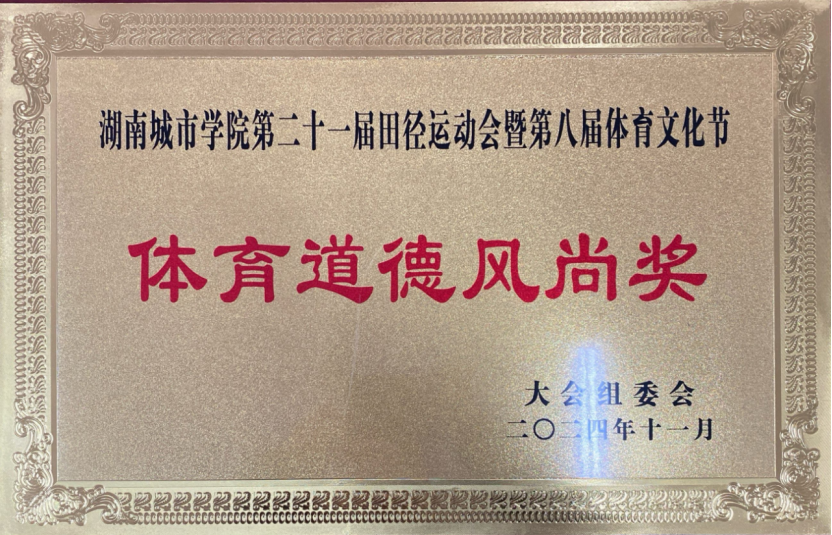 湖南城市学院第二十一届田径运动会暨第八届体育文化节
体育道德风尚奖
大会组委会
二〇二四年十一月